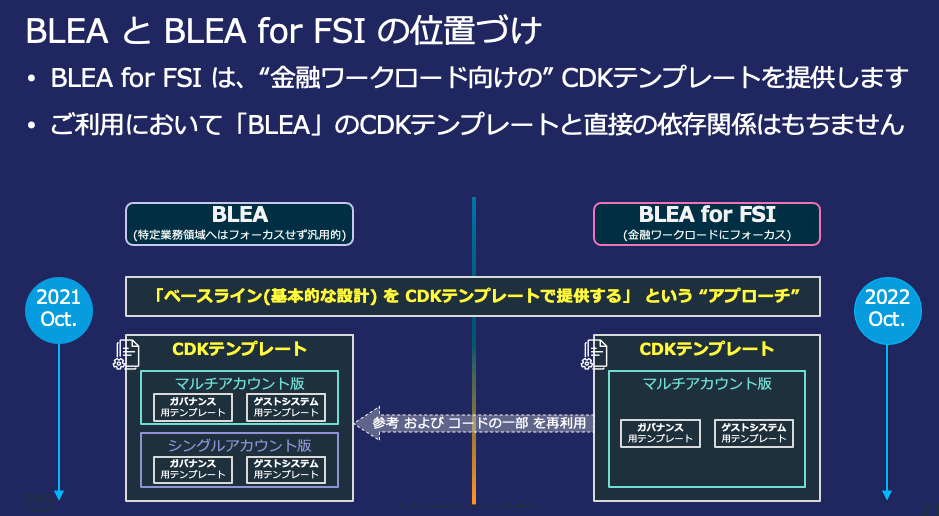 BLEA と BLEA for FSI の位置づけ
• BLEA for FSI は、“金融ワークロード向けの” CDKテンプレートを提供します
• ご利用において「BLEA」のCDKテンプレートと直接の依存関係はもちません
BLEA
(特定業務領域へはフォーカスせず汎用的)
BLEA for FSI
(金融ワークロードにフォーカス)
2021
Oct.
「ベースライン(基本的な設計) を CDKテンプレートで提供する」 という “アプローチ”
2022
Oct.
CDKテンプレート
マルチアカウント版
ガバナンス
用テンプレート
ゲストシステム
用テンプレート
シングルアカウント版
ガバナンス
用テンプレート
ゲストシステム
用テンプレート
参考 および コードの一部 を再利用
CDKテンプレート
マルチアカウント版
ガバナンス
用テンプレート
ゲストシステム
用テンプレート